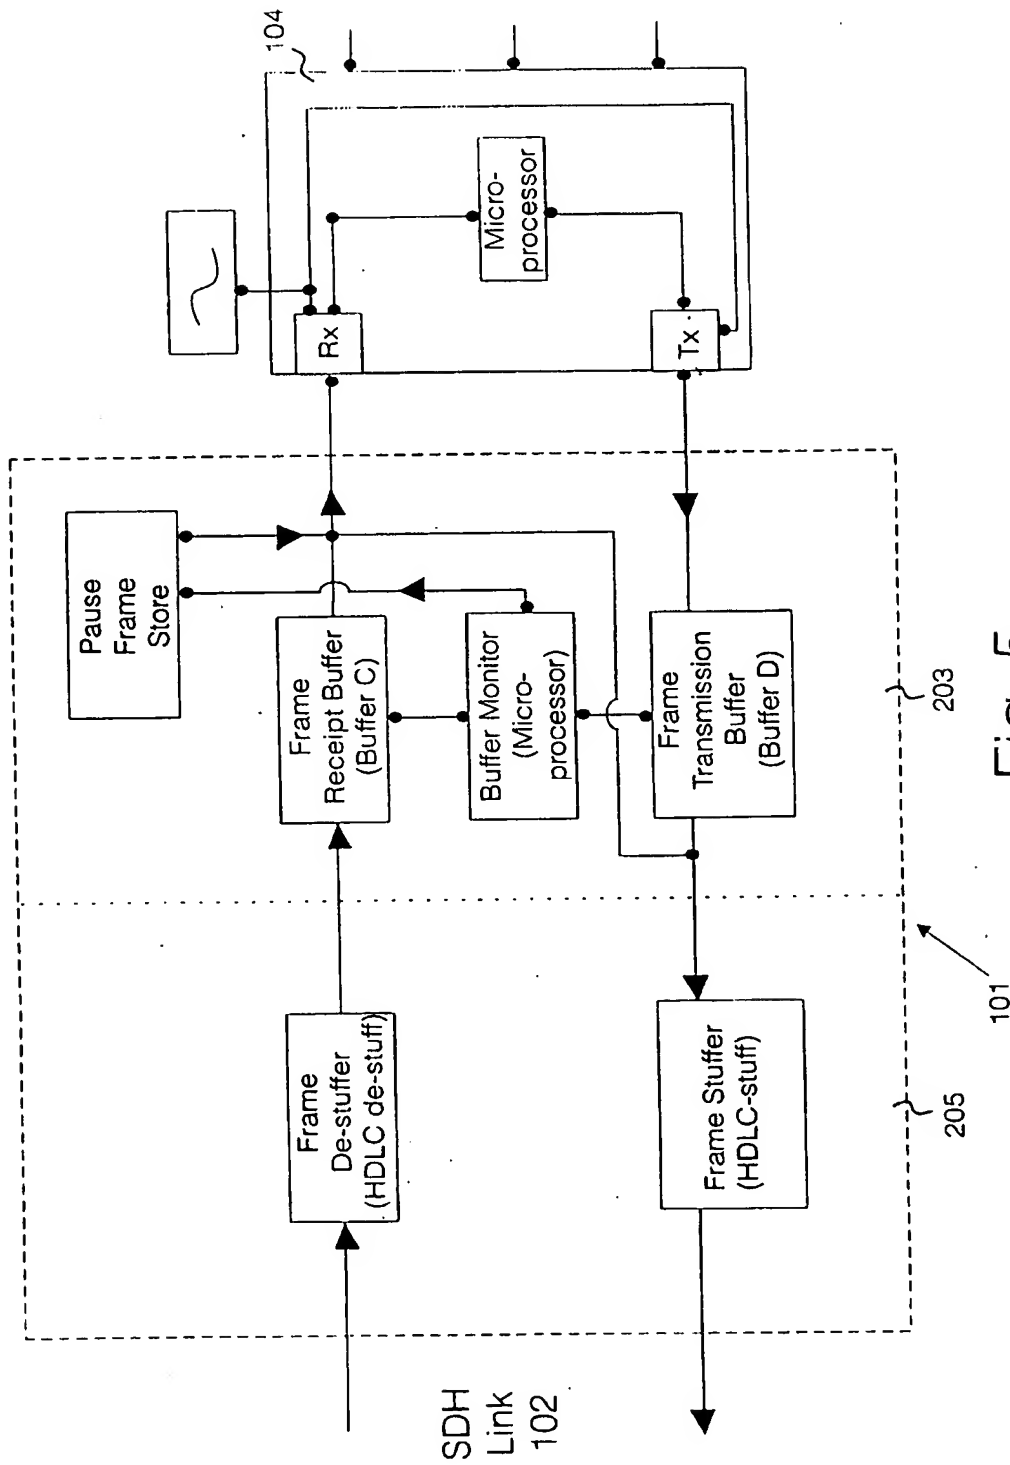 SDH
Link
102
Frame
De-stuffer
(HDLC de-stuff)
Frame Stuffer
(HDLC-stuff)
205
101
Pause
Frame
Store
Frame
Receipt Buffer
(Buffer C)
Buffer Monitor
(Micro-
processor)
Frame
Transmission
Buffer
(Buffer D)
203
Rx
Tx
Micro-
processor
104